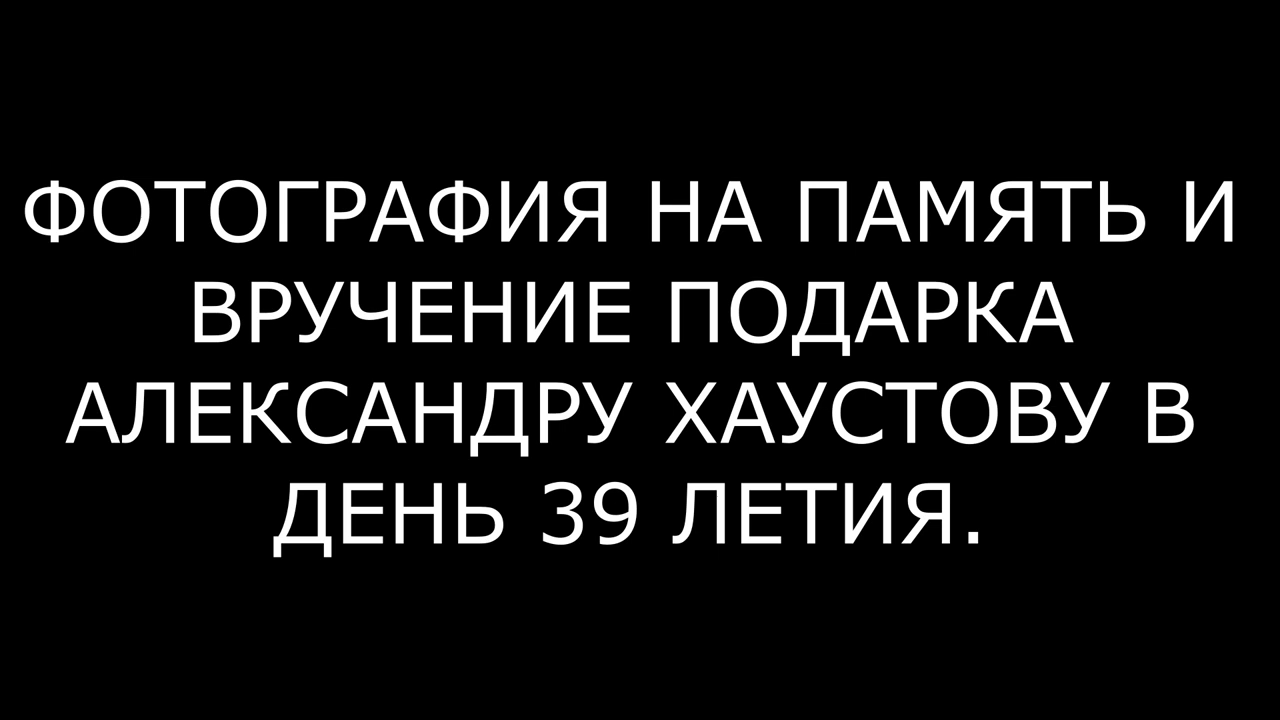 ФОТОГРАФИЯ НА ПАМЯТЬ И
ВРУЧЕНИЕ ПОДАРКА
АЛЕКСАНДРУ ХАУСТОВУ В
ДЕНЬ 39 ЛЕТИЯ.